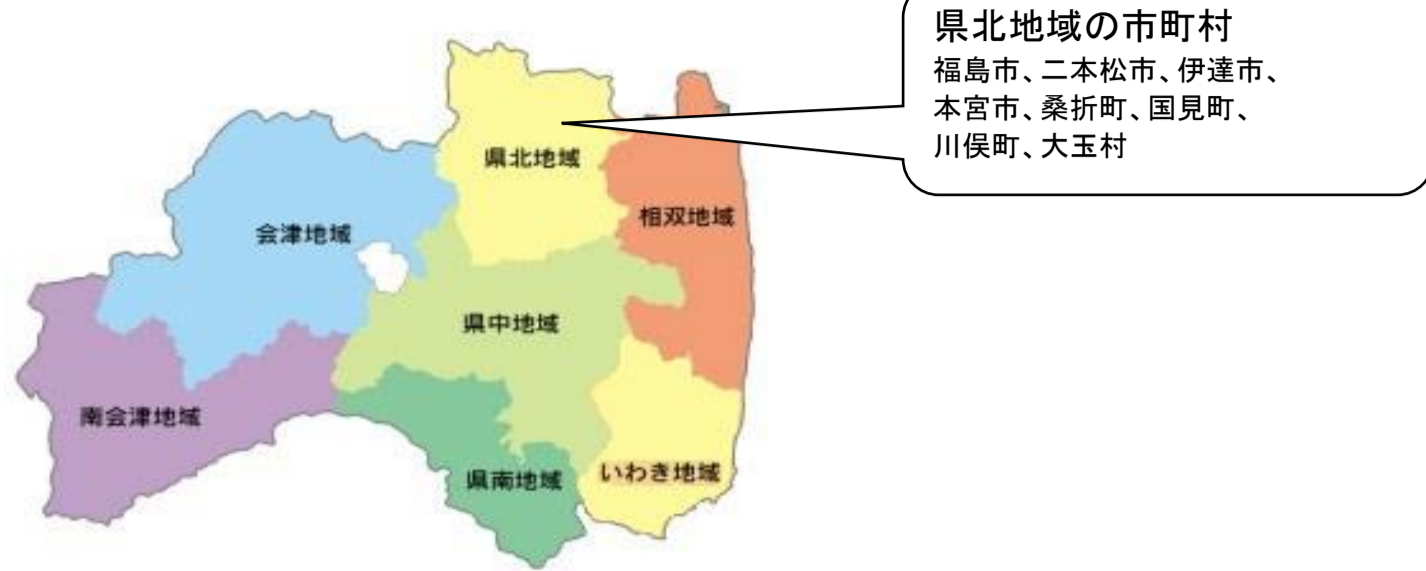 県北地域の市町村
福島市、二本松市、伊達市、
本宮市、桑折町、国見町、
川俣町、大玉村
県北地域
相双地域
会津地域
県中地域
南会津地域
県南地域
いわき地域